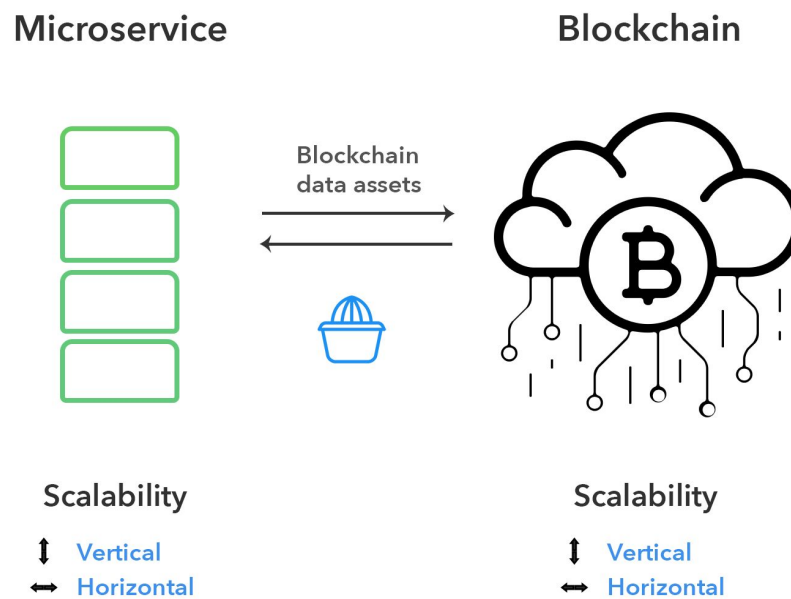 Microservice
Blockchain
Blockchain
data assets
Scalability
Vertical
Horizontal
Scalability
Vertical
Horizontal